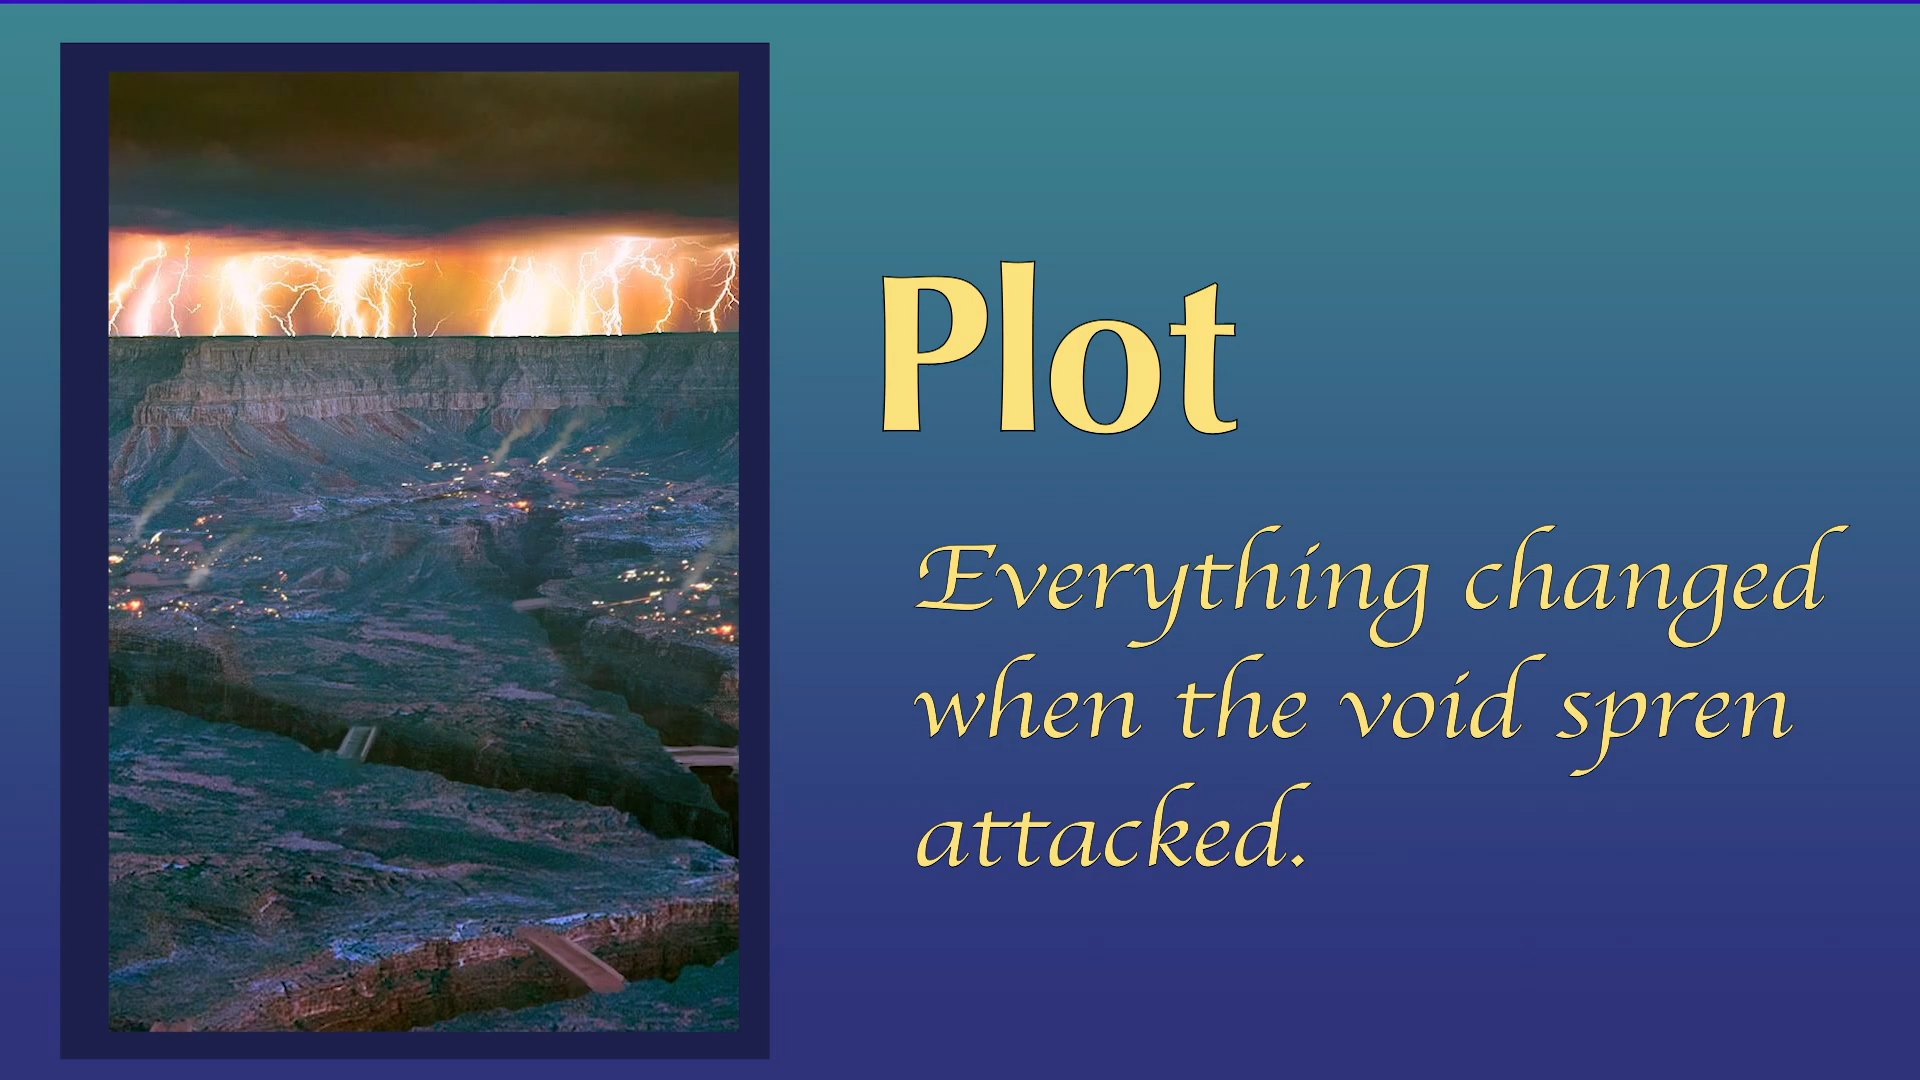 Plot
Everything changed
when the void spren
attacked.